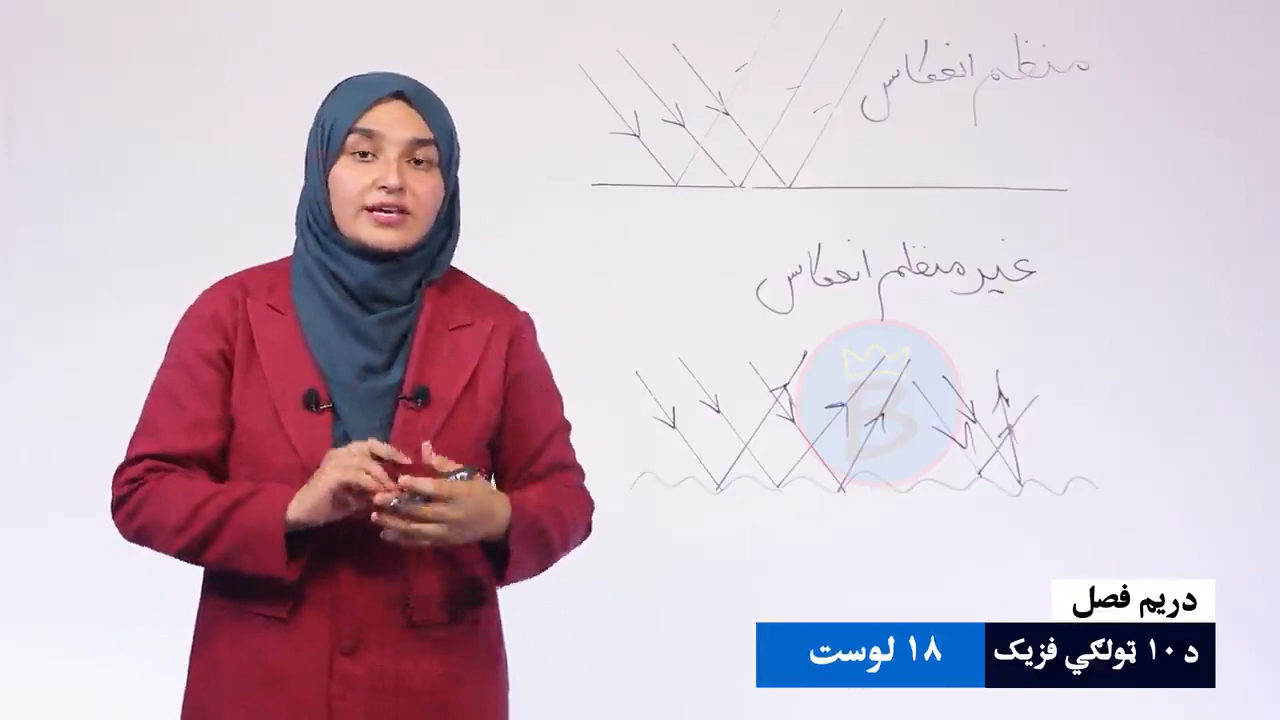 منظم انعکاس
غیر منظم انعکاس
B
دریم فصل
د ۱۰ ټولګي فزیک
۱۸ لوست